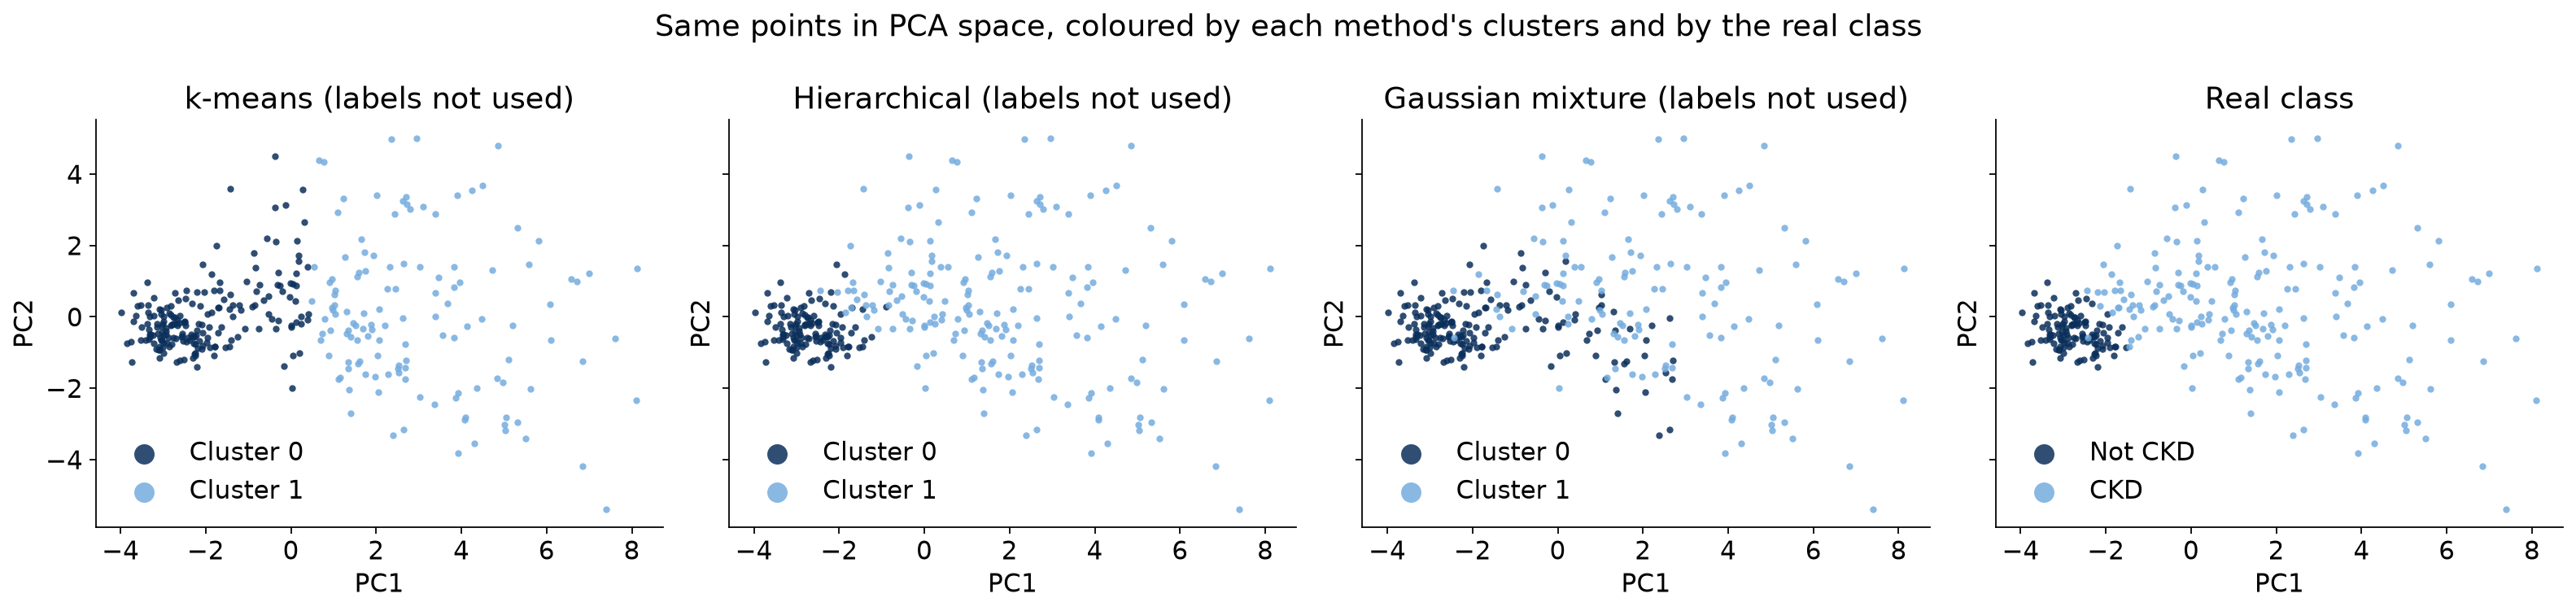 Same points in PCA space, coloured by each method's clusters and by the real class
k-means (labels not used)
4
2
0
−2
−4
PC2
Cluster 0
Cluster 1
−4 −2 0 2 4 6 8
PC1
Hierarchical (labels not used)
PC2
Cluster 0
Cluster 1
−4 −2 0 2 4 6 8
PC1
Gaussian mixture (labels not used)
PC2
Cluster 0
Cluster 1
−4 −2 0 2 4 6 8
PC1
Real class
PC2
Not CKD
CKD
−4 −2 0 2 4 6 8
PC1